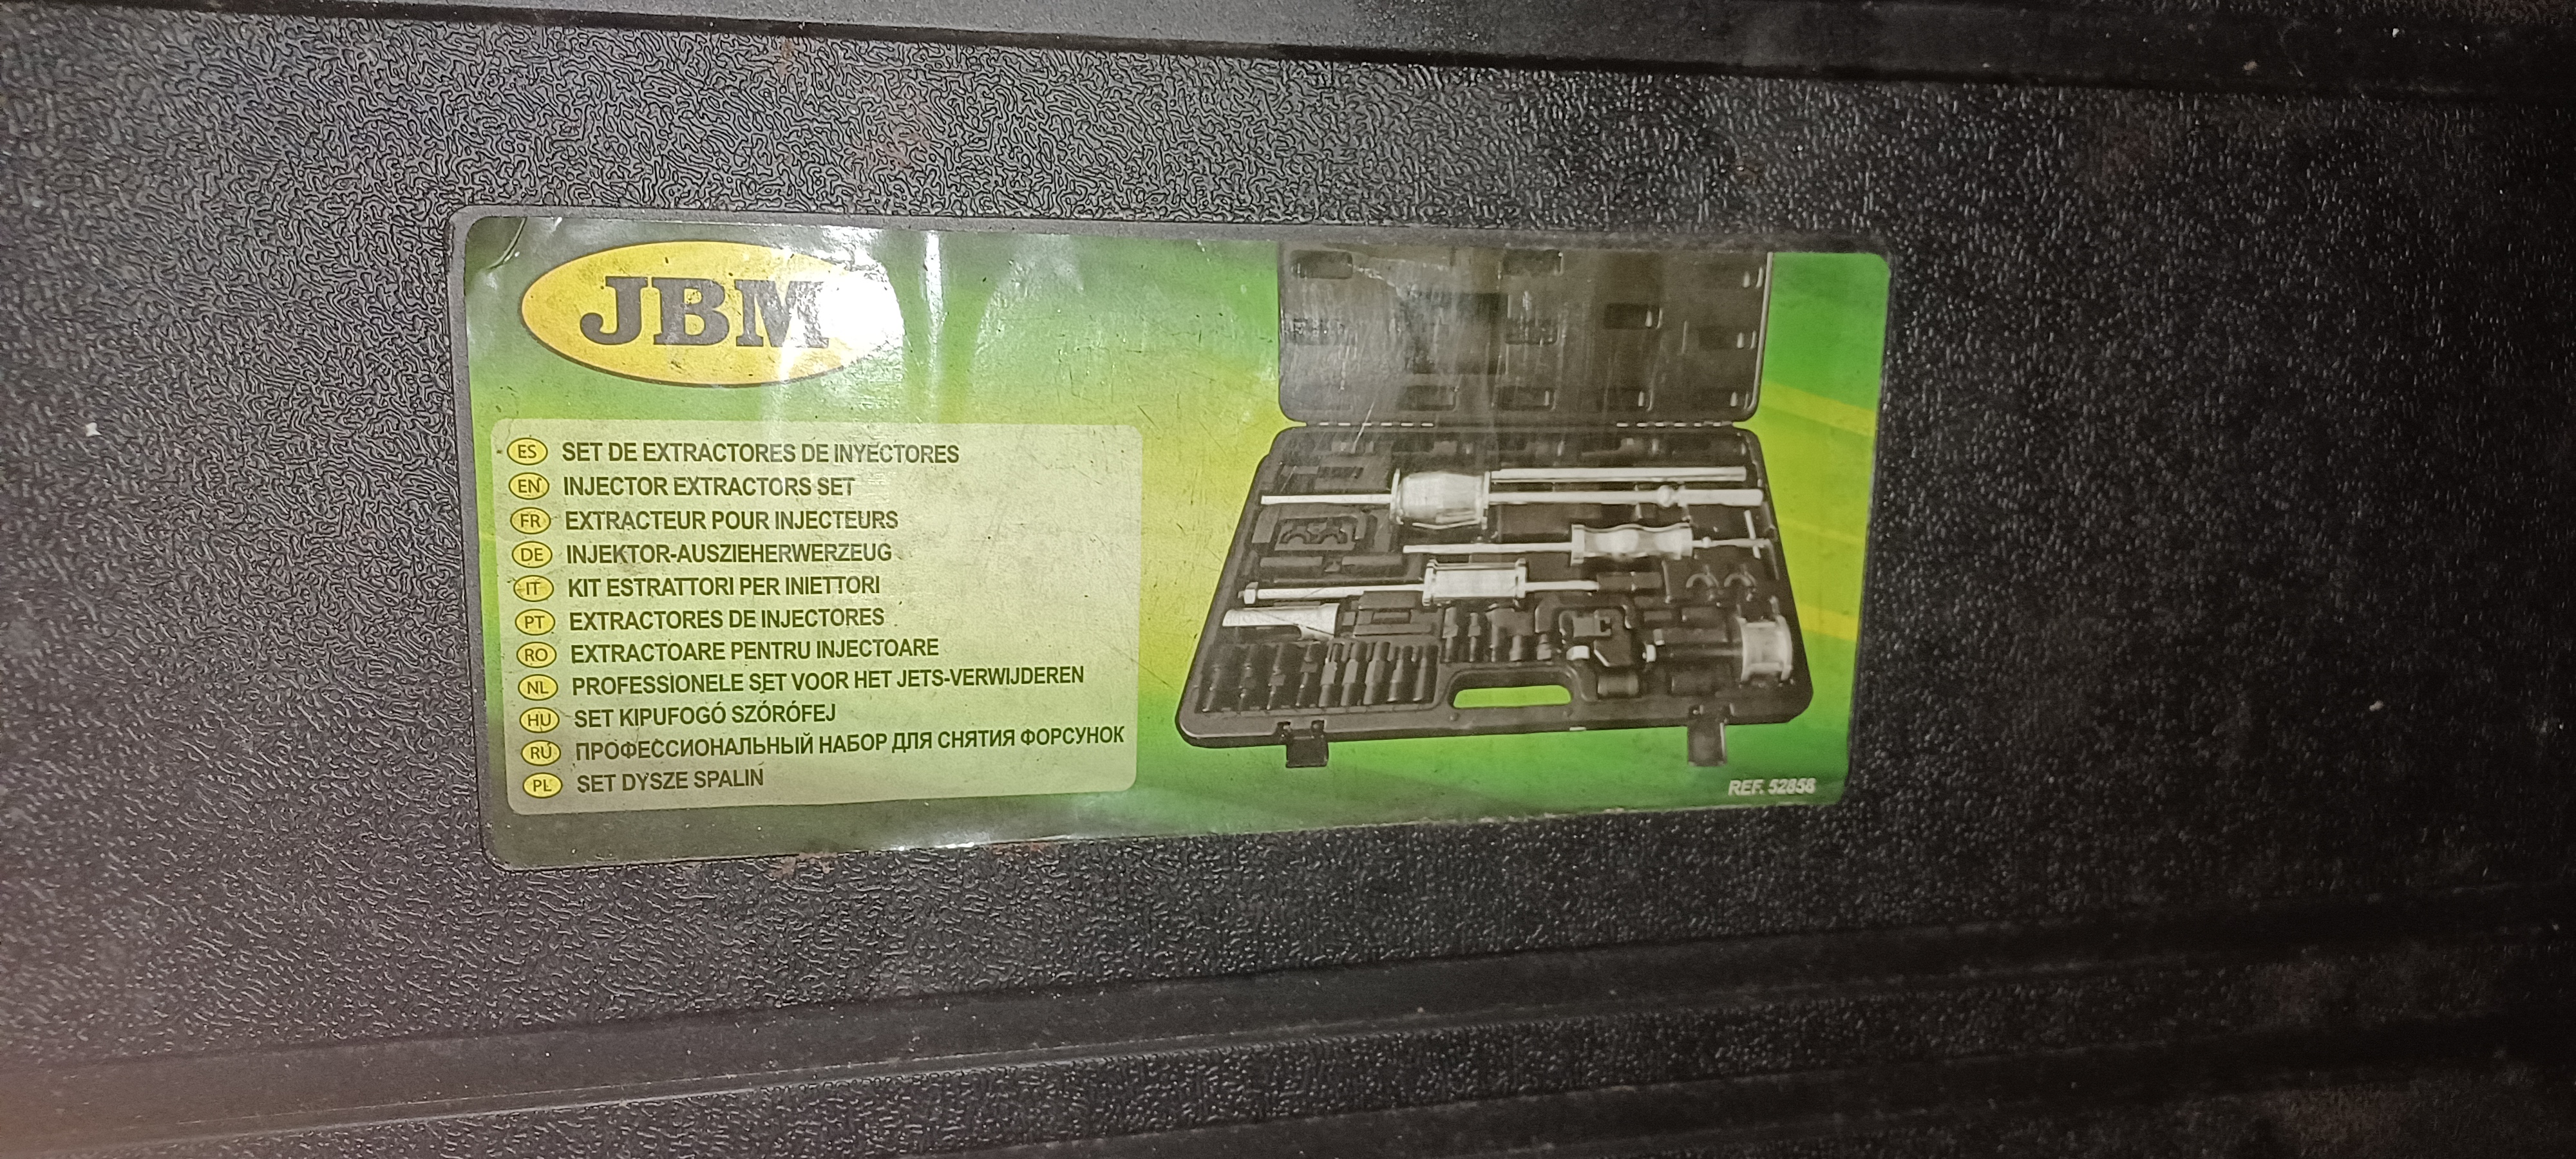 JBM
ES SET DE EXTRACTORES DE INYECTORES
EN INJECTOR EXTRACTORS SET
FR EXTRACTEUR POUR INJECTEURS
DE INJEKTOR-AUSZIEHERWERZEUG
IT KIT ESTRATTORI PER INIETTORI
PT EXTRACTORES DE INJECTORES
RO EXTRACTOARE PENTRU INJECTOARE
NL PROFESSIONELE SET VOOR HET JETS-VERWIJDEREN
HU SET KIPUFOGÓ SZÓRÓFEJ
RU ПРОФЕССИОНАЛЬНЫЙ НАБОР ДЛЯ СНЯТИЯ ФОРСУНОК
PL SET DYSZE SPALIN
REF. 52858